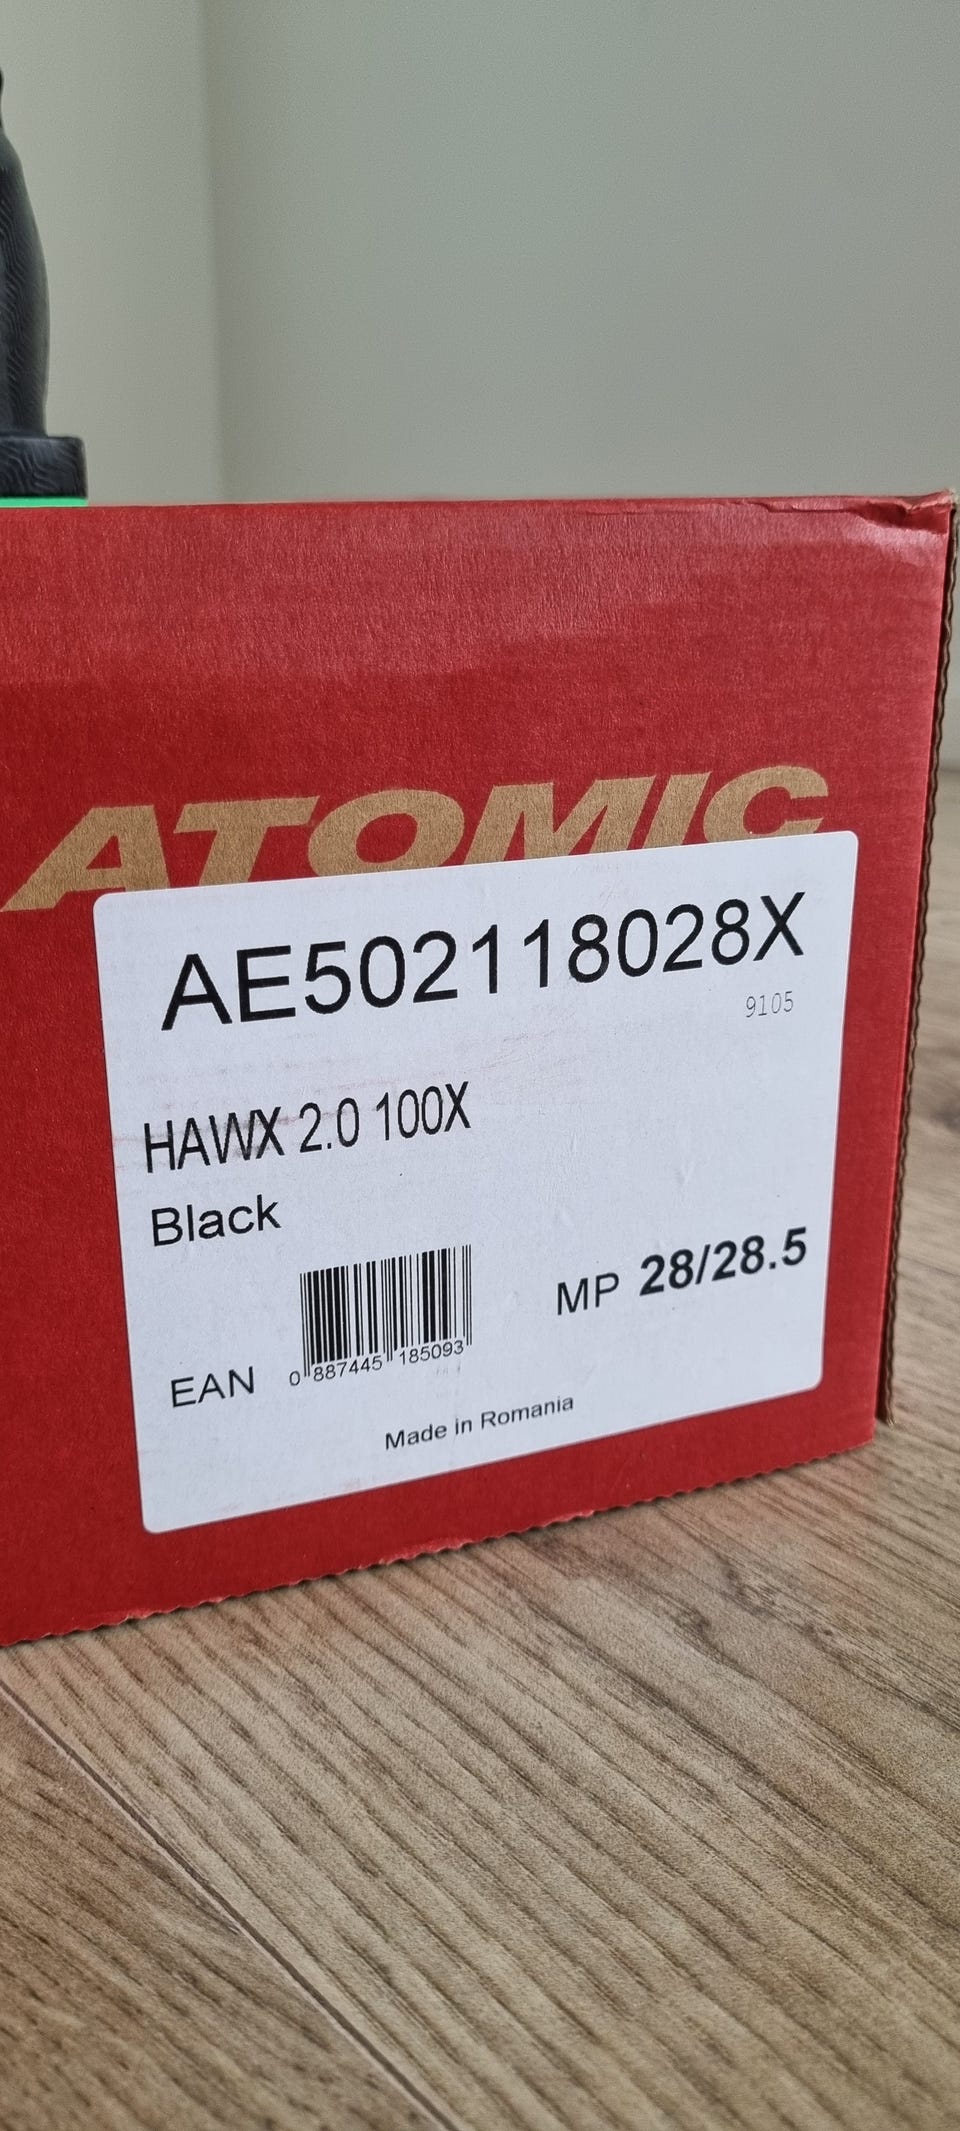 ATOMIC
AE502118028X
9105
HAWX 2.0 100X
Black
MP 28/28.5
EAN
0 887445 185093
Made in Romania